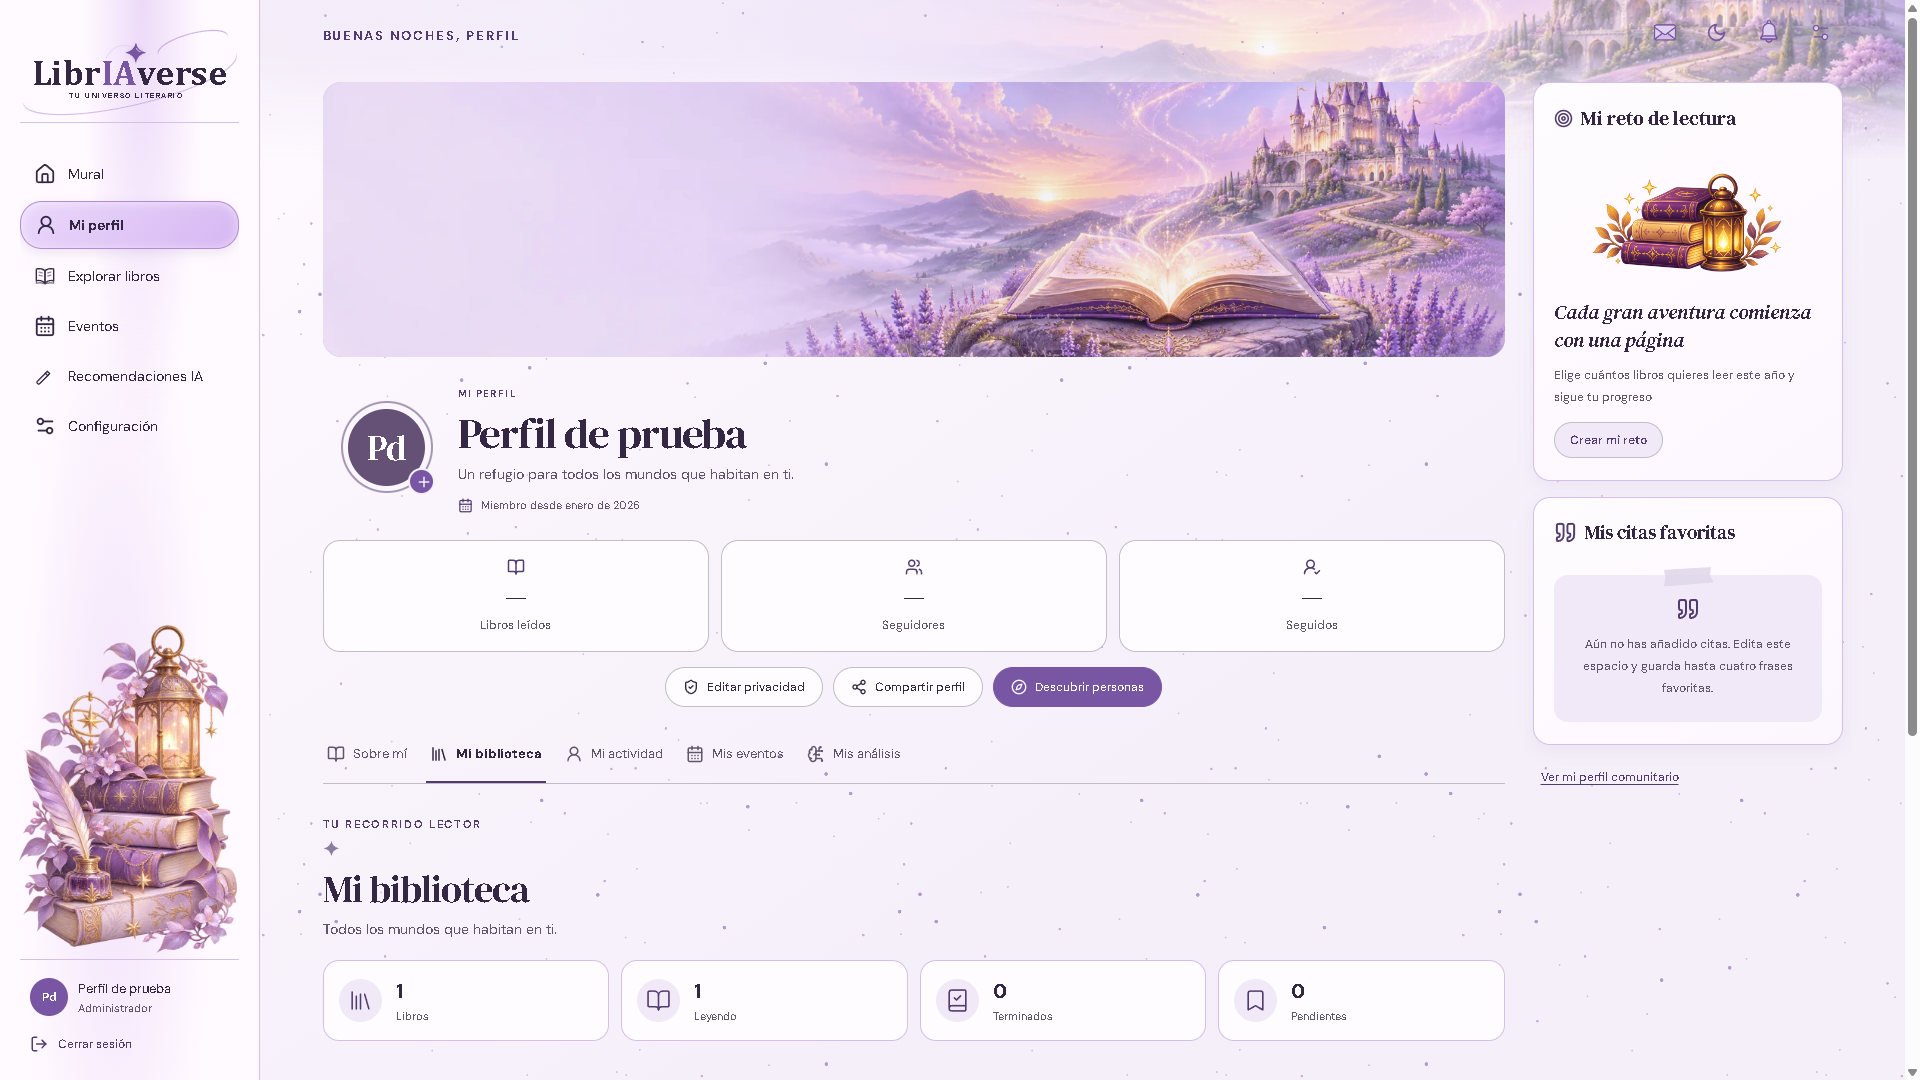 LibrIAverse
TU UNIVERSO LITERARIO
Mural
Mi perfil
Explorar libros
Eventos
Recomendaciones IA
Configuración
Pd
Perfil de prueba
Administrador
Cerrar sesión
BUENAS NOCHES, PERFIL
Pd
MI PERFIL
Perfil de prueba
Un refugio para todos los mundos que habitan en ti.
Miembro desde enero de 2026
—
Libros leídos
—
Seguidores
—
Seguidos
Editar privacidad
Compartir perfil
Descubrir personas
Sobre mí
Mi biblioteca
Mi actividad
Mis eventos
Mis análisis
TU RECORRIDO LECTOR
Mi biblioteca
Todos los mundos que habitan en ti.
1
Libros
1
Leyendo
0
Terminados
0
Pendientes
Mi reto de lectura
Cada gran aventura comienza
con una página
Elige cuántos libros quieres leer este año y
sigue tu progreso
Crear mi reto
Mis citas favoritas
Aún no has añadido citas. Edita este
espacio y guarda hasta cuatro frases
favoritas.
Ver mi perfil comunitario